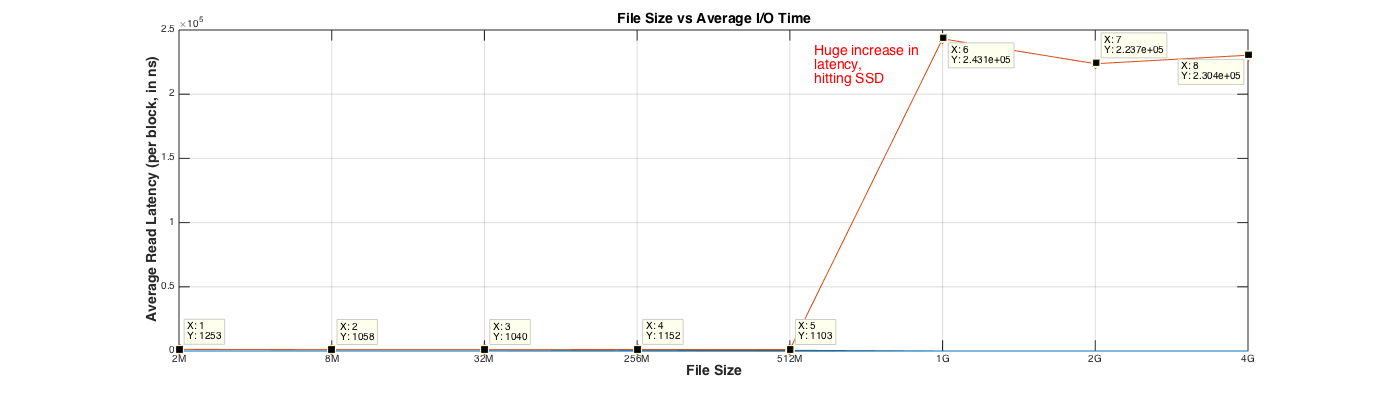 File Size vs Average I/O Time
×10⁵
2.5
2
1.5
1
0.5
0
Average Read Latency (per block, in ns)
Huge increase in
latency,
hitting SSD
X: 1
Y: 1253
X: 2
Y: 1058
X: 3
Y: 1040
X: 4
Y: 1152
X: 5
Y: 1103
X: 6
Y: 2.431e+05
X: 7
Y: 2.237e+05
X: 8
Y: 2.304e+05
2M 8M 32M 256M 512M 1G 2G 4G
File Size